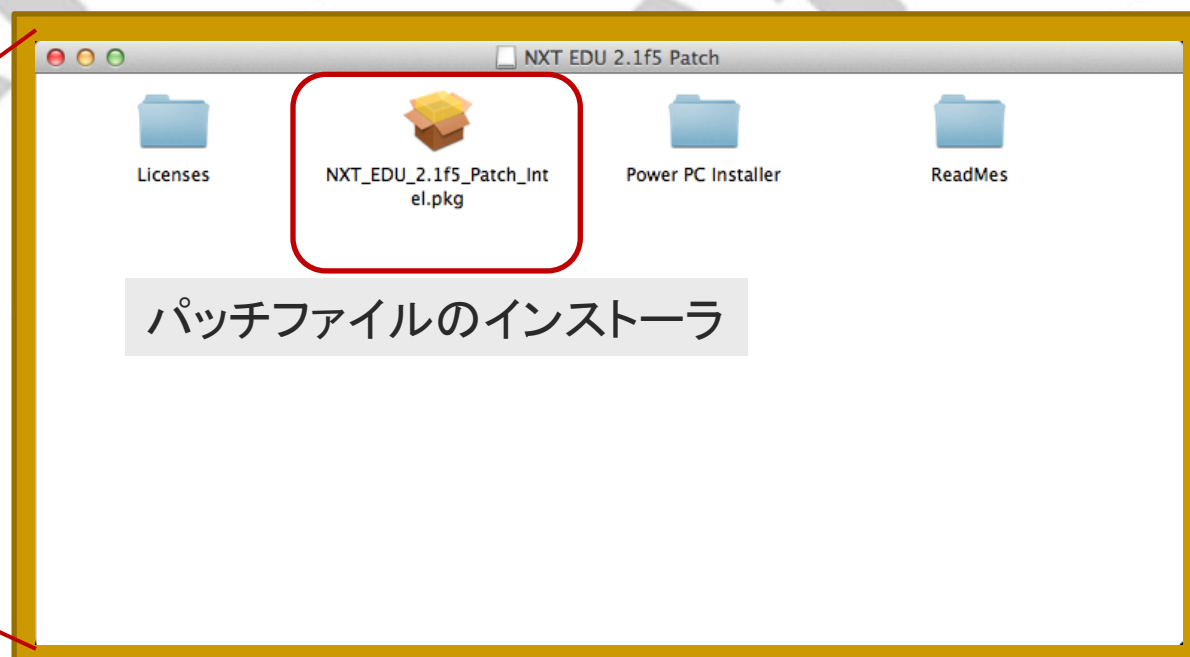 NXT EDU 2.1f5 Patch
Licenses
NXT_EDU_2.1f5_Patch_Int
el.pkg
Power PC Installer
ReadMes
パッチファイルのインストーラ